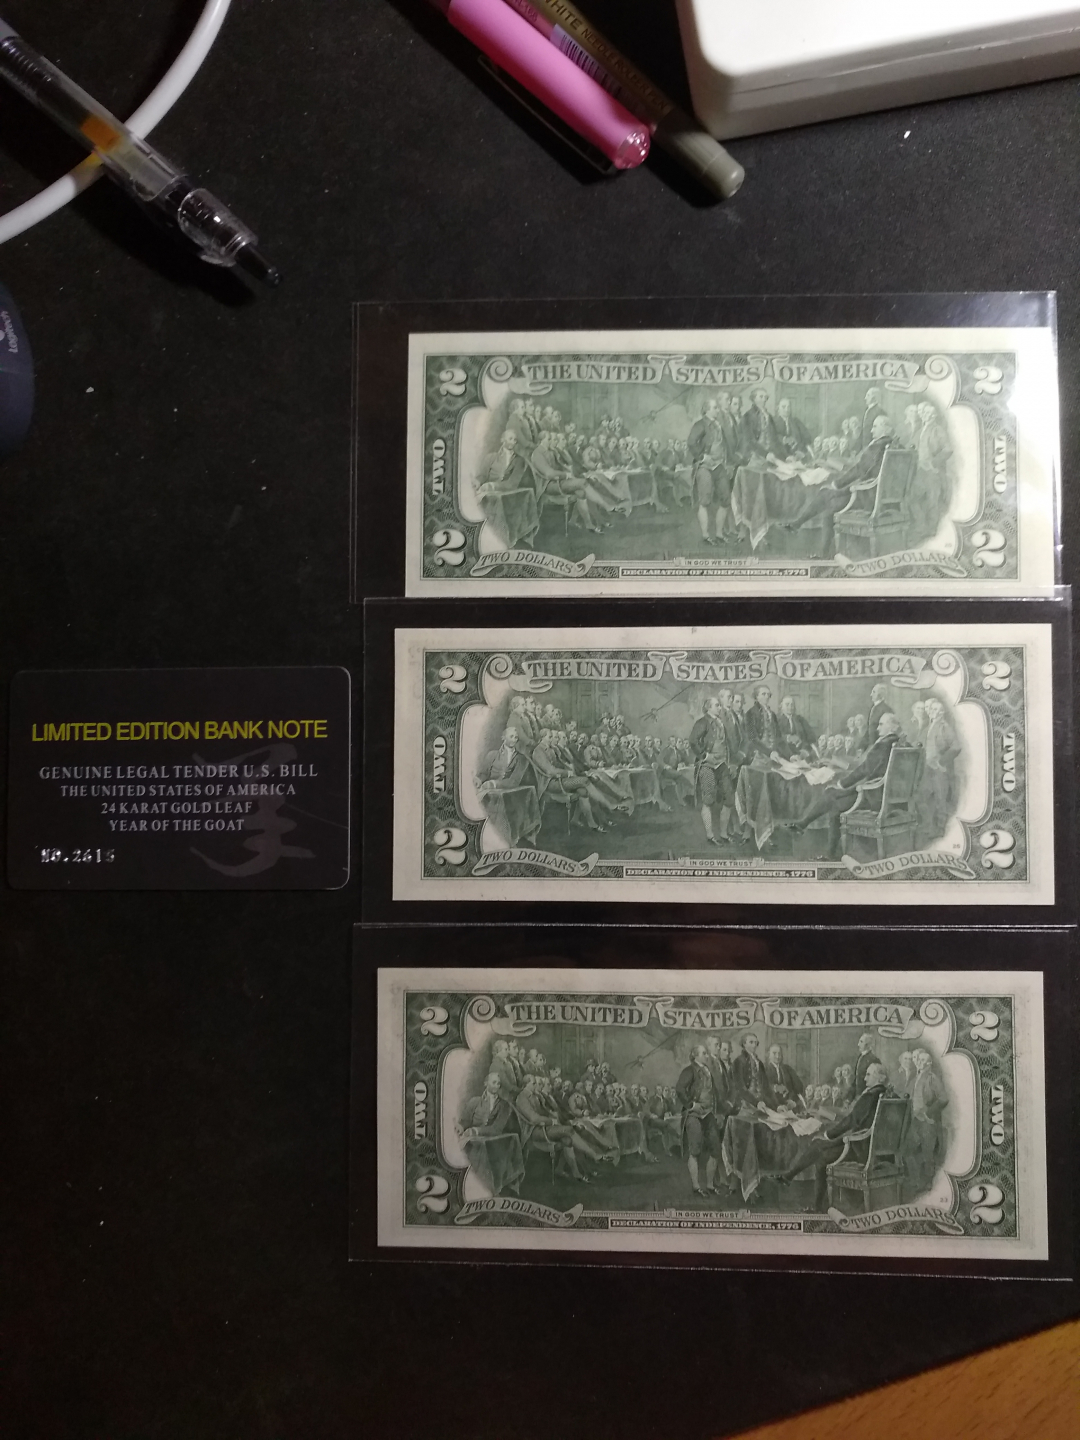 WHITE
Logitech
2 THE UNITED STATES OF AMERICA 2
TWO TWO
2 TWO DOLLARS IN GOD WE TRUST TWO DOLLARS 2
DECLARATION OF INDEPENDENCE, 1776
2 THE UNITED STATES OF AMERICA 2
TWO TWO
2 TWO DOLLARS IN GOD WE TRUST TWO DOLLARS 2
DECLARATION OF INDEPENDENCE, 1776
LIMITED EDITION BANK NOTE
GENUINE LEGAL TENDER U.S. BILL
THE UNITED STATES OF AMERICA
24 KARAT GOLD LEAF
YEAR OF THE GOAT
NO.2615
2 THE UNITED STATES OF AMERICA 2
TWO TWO
2 TWO DOLLARS IN GOD WE TRUST TWO DOLLARS 2
DECLARATION OF INDEPENDENCE, 1776